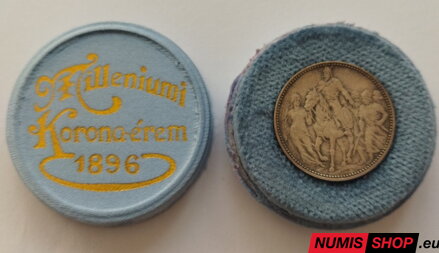 Milleniumi
Korona-érem
1896
NUMIS SHOP.eu